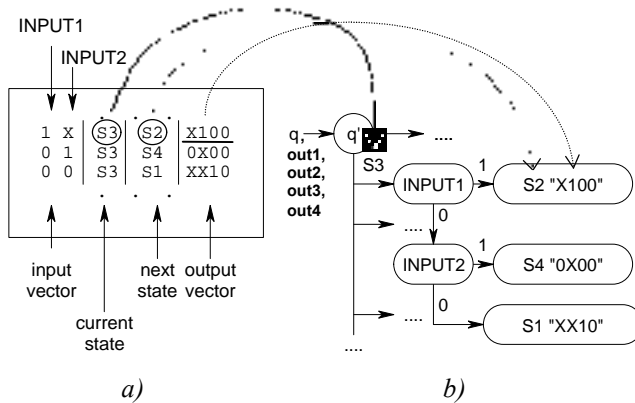 INPUT1
INPUT2
1 X S3 S2 X100
0 1 S3 S4 0X00
0 0 S3 S1 XX10
input vector
current state
next state
output vector
a)
q,
out1,
out2,
out3,
out4
q'
S3
....
INPUT1
1
S2 "X100"
0
....
INPUT2
1
S4 "0X00"
0
....
S1 "XX10"
....
b)